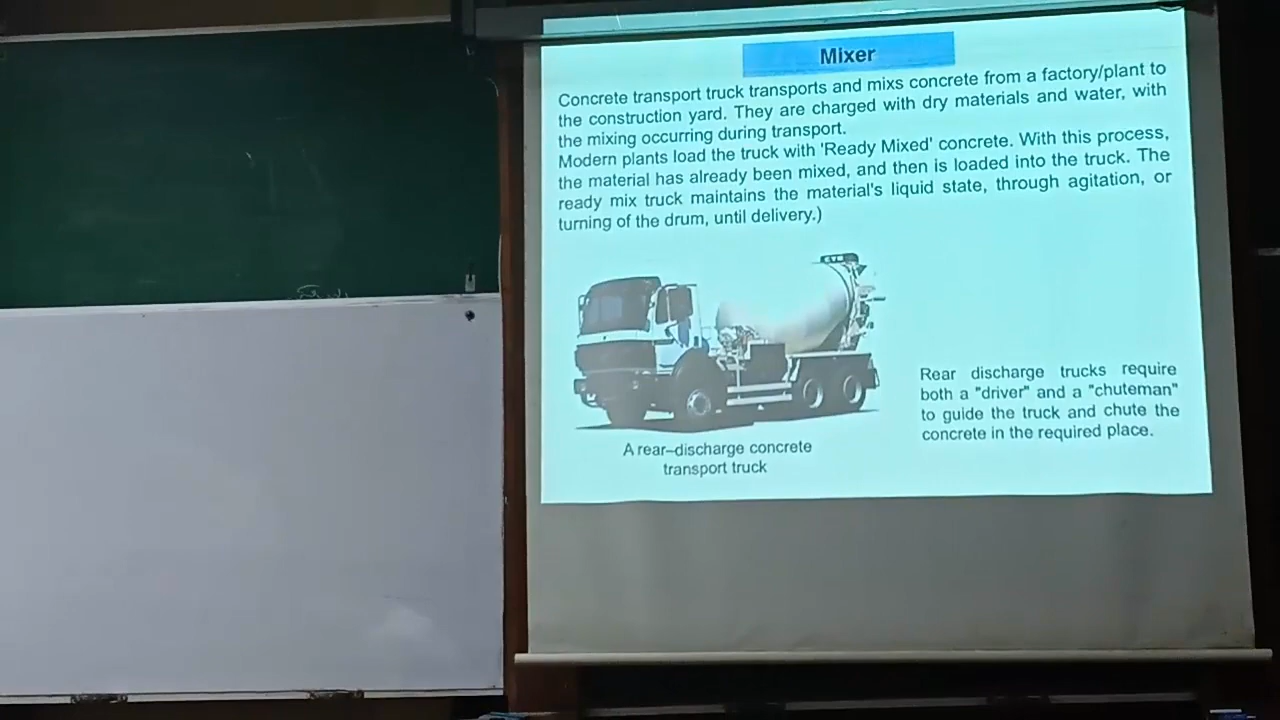 Mixer
Concrete transport truck transports and mixs concrete from a factory/plant to
the construction yard. They are charged with dry materials and water, with
the mixing occurring during transport.
Modern plants load the truck with 'Ready Mixed' concrete. With this process,
the material has already been mixed, and then is loaded into the truck. The
ready mix truck maintains the material's liquid state, through agitation, or
turning of the drum, until delivery.)
Rear discharge trucks require
both a "driver" and a "chuteman"
to guide the truck and chute the
concrete in the required place.
A rear–discharge concrete
transport truck